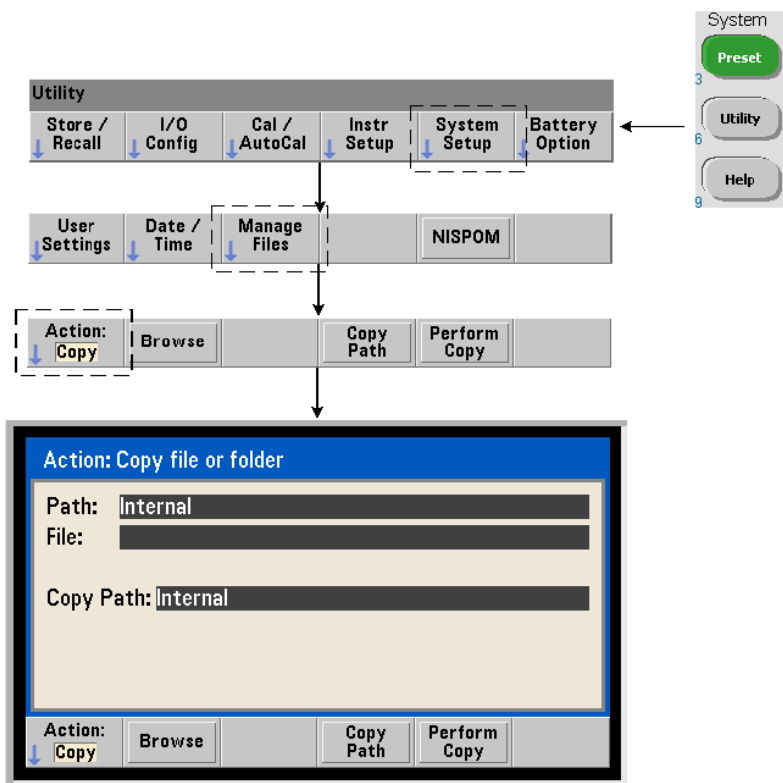 System
Preset
3
Utility
6
Help
9
Utility
Store / Recall
I/O Config
Cal / AutoCal
Instr Setup
System Setup
Battery Option
User Settings
Date / Time
Manage Files
NISPOM
Action: Copy
Browse
Copy Path
Perform Copy
Action: Copy file or folder
Path: Internal
File:
Copy Path: Internal
Action: Copy
Browse
Copy Path
Perform Copy